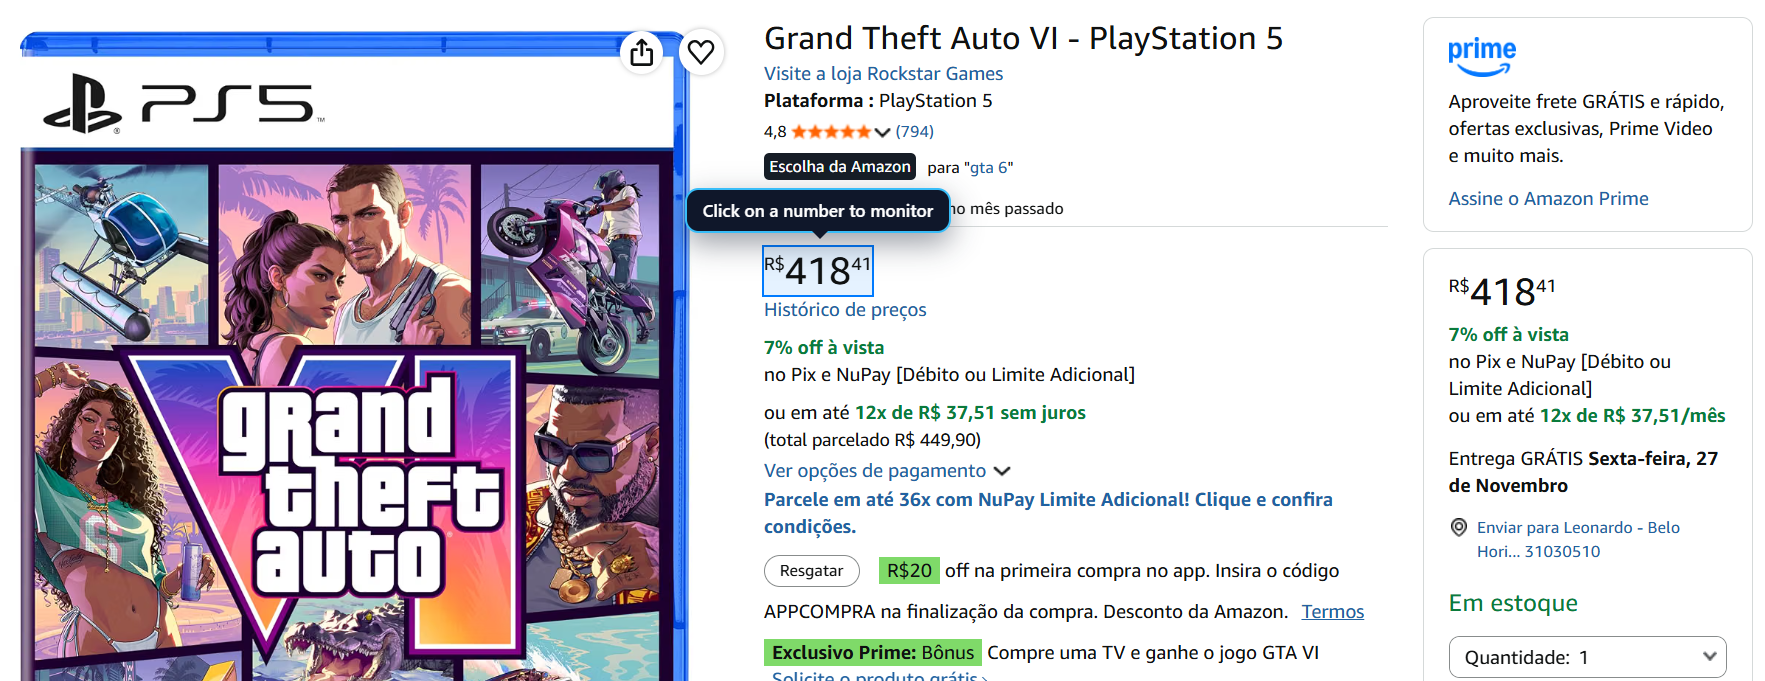 PS5
grand
theft
auto
VI
Grand Theft Auto VI - PlayStation 5
Visite a loja Rockstar Games
Plataforma : PlayStation 5
4,8 (794)
Escolha da Amazon para "gta 6"
Click on a number to monitor
no mês passado
R$41841
Histórico de preços
7% off à vista
no Pix e NuPay [Débito ou Limite Adicional]
ou em até 12x de R$ 37,51 sem juros
(total parcelado R$ 449,90)
Ver opções de pagamento
Parcele em até 36x com NuPay Limite Adicional! Clique e confira
condições.
Resgatar R$20 off na primeira compra no app. Insira o código
APPCOMPRA na finalização da compra. Desconto da Amazon. Termos
Exclusivo Prime: Bônus Compre uma TV e ganhe o jogo GTA VI
Solicite o produto grátis ›
prime
Aproveite frete GRÁTIS e rápido,
ofertas exclusivas, Prime Video
e muito mais.
Assine o Amazon Prime
R$41841
7% off à vista
no Pix e NuPay [Débito ou
Limite Adicional]
ou em até 12x de R$ 37,51/mês
Entrega GRÁTIS Sexta-feira, 27
de Novembro
Enviar para Leonardo - Belo
Hori... 31030510
Em estoque
Quantidade: 1